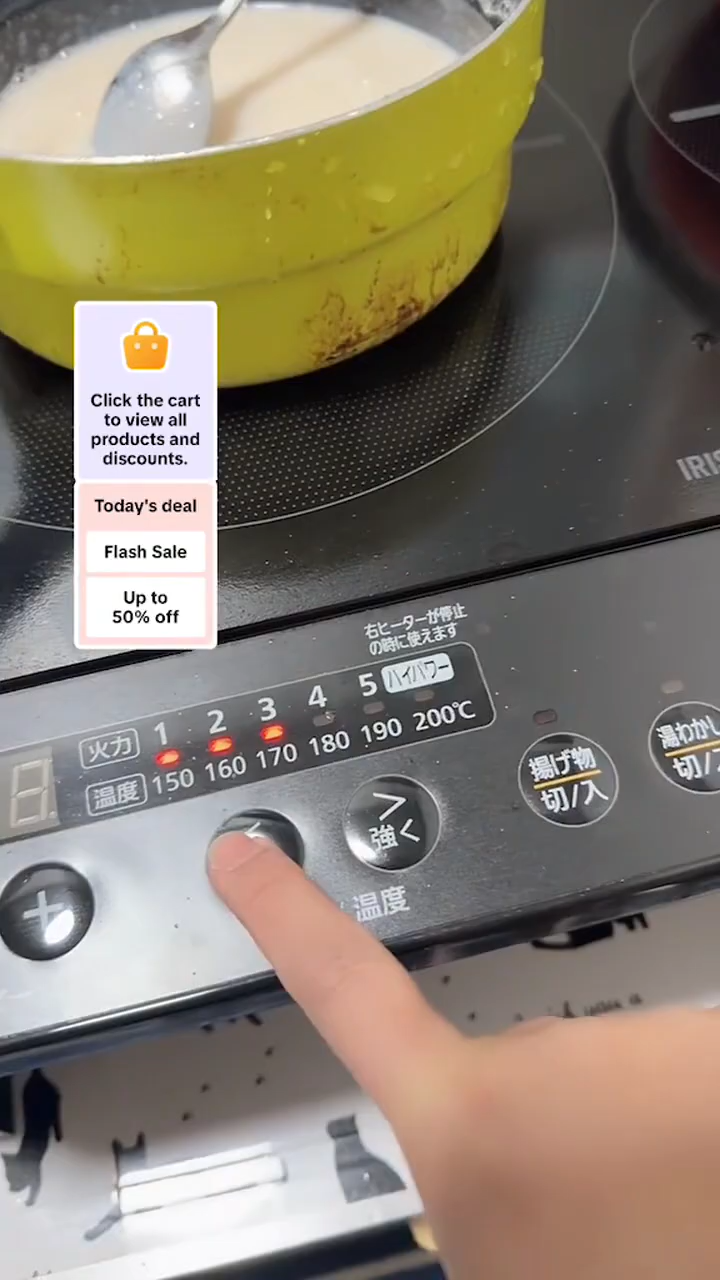 Click the cart
to view all
products and
discounts.
Today's deal
Flash Sale
Up to
50% off
IRIS
右ヒーターが停止
の時に使えます
火力 1 2 3 4 5 ハイパワー
温度 150 160 170 180 190 200℃
+
<
>
強く
揚げ物
切/入
湯わかし
切/
温度